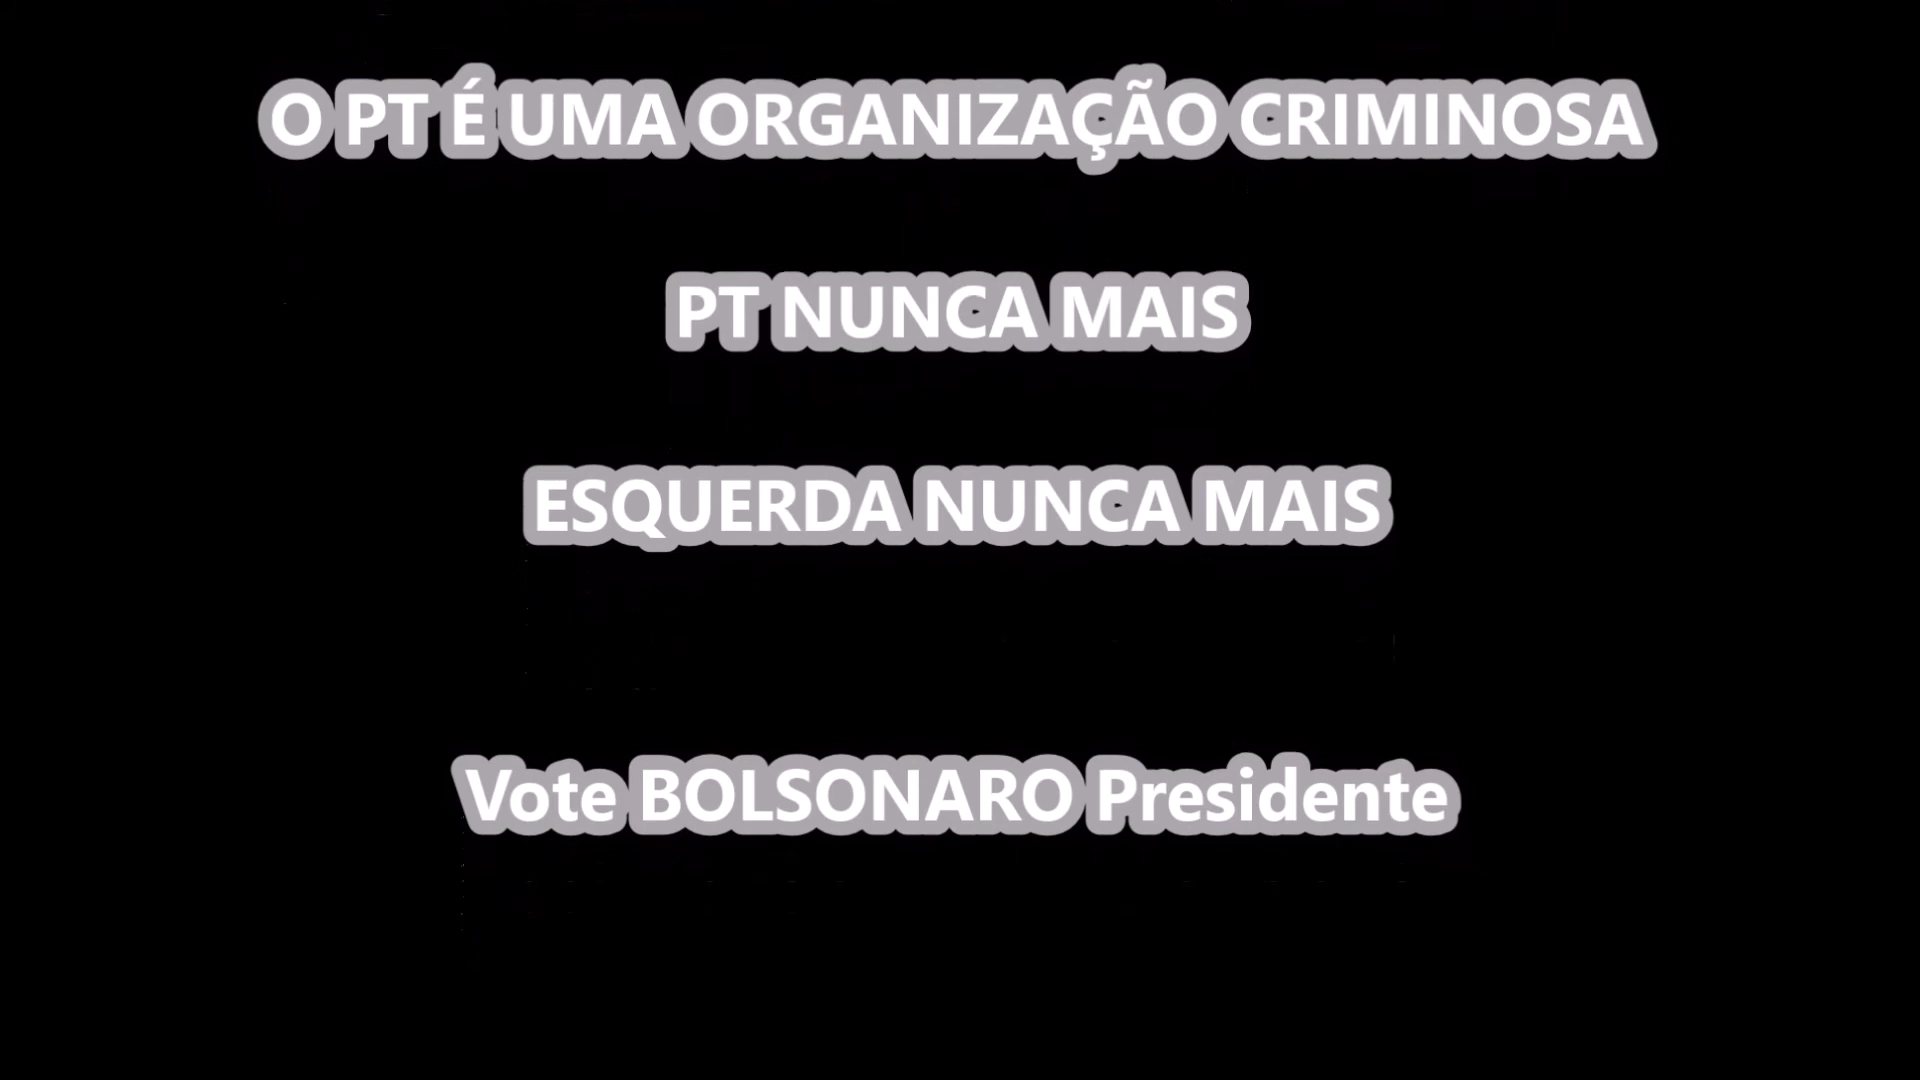 O PT É UMA ORGANIZAÇÃO CRIMINOSA
PT NUNCA MAIS
ESQUERDA NUNCA MAIS
Vote BOLSONARO Presidente